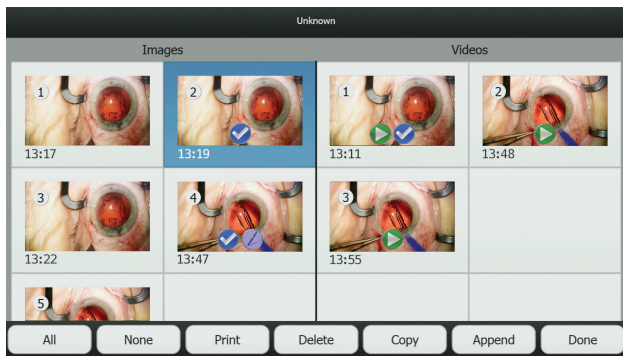 Unknown
Images Videos
1 2 1 2
13:17 13:19 13:11 13:48
3 4 3
13:22 13:47 13:55
5
All None Print Delete Copy Append Done